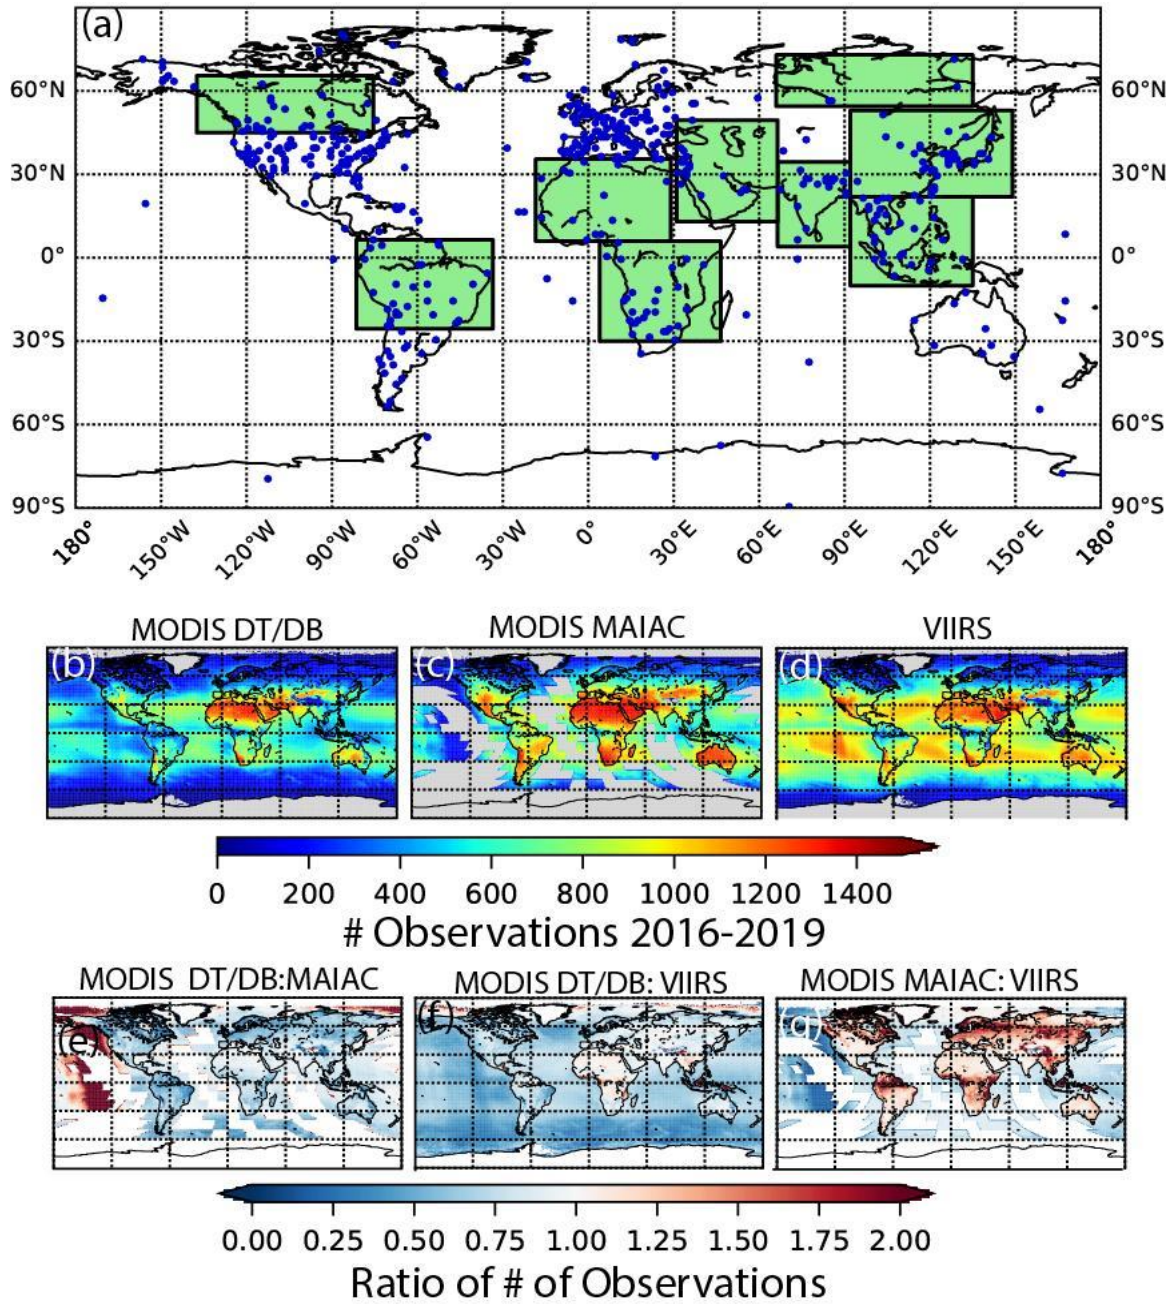 (a)
60°N 60°N
30°N 30°N
0° 0°
30°S 30°S
60°S 60°S
90°S 90°S
180° 150°W 120°W 90°W 60°W 30°W 0° 30°E 60°E 90°E 120°E 150°E 180°
MODIS DT/DB MODIS MAIAC VIIRS
(b) (c) (d)
0 200 400 600 800 1000 1200 1400
# Observations 2016-2019
MODIS DT/DB:MAIAC MODIS DT/DB: VIIRS MODIS MAIAC: VIIRS
(e) (f) (g)
0.00 0.25 0.50 0.75 1.00 1.25 1.50 1.75 2.00
Ratio of # of Observations